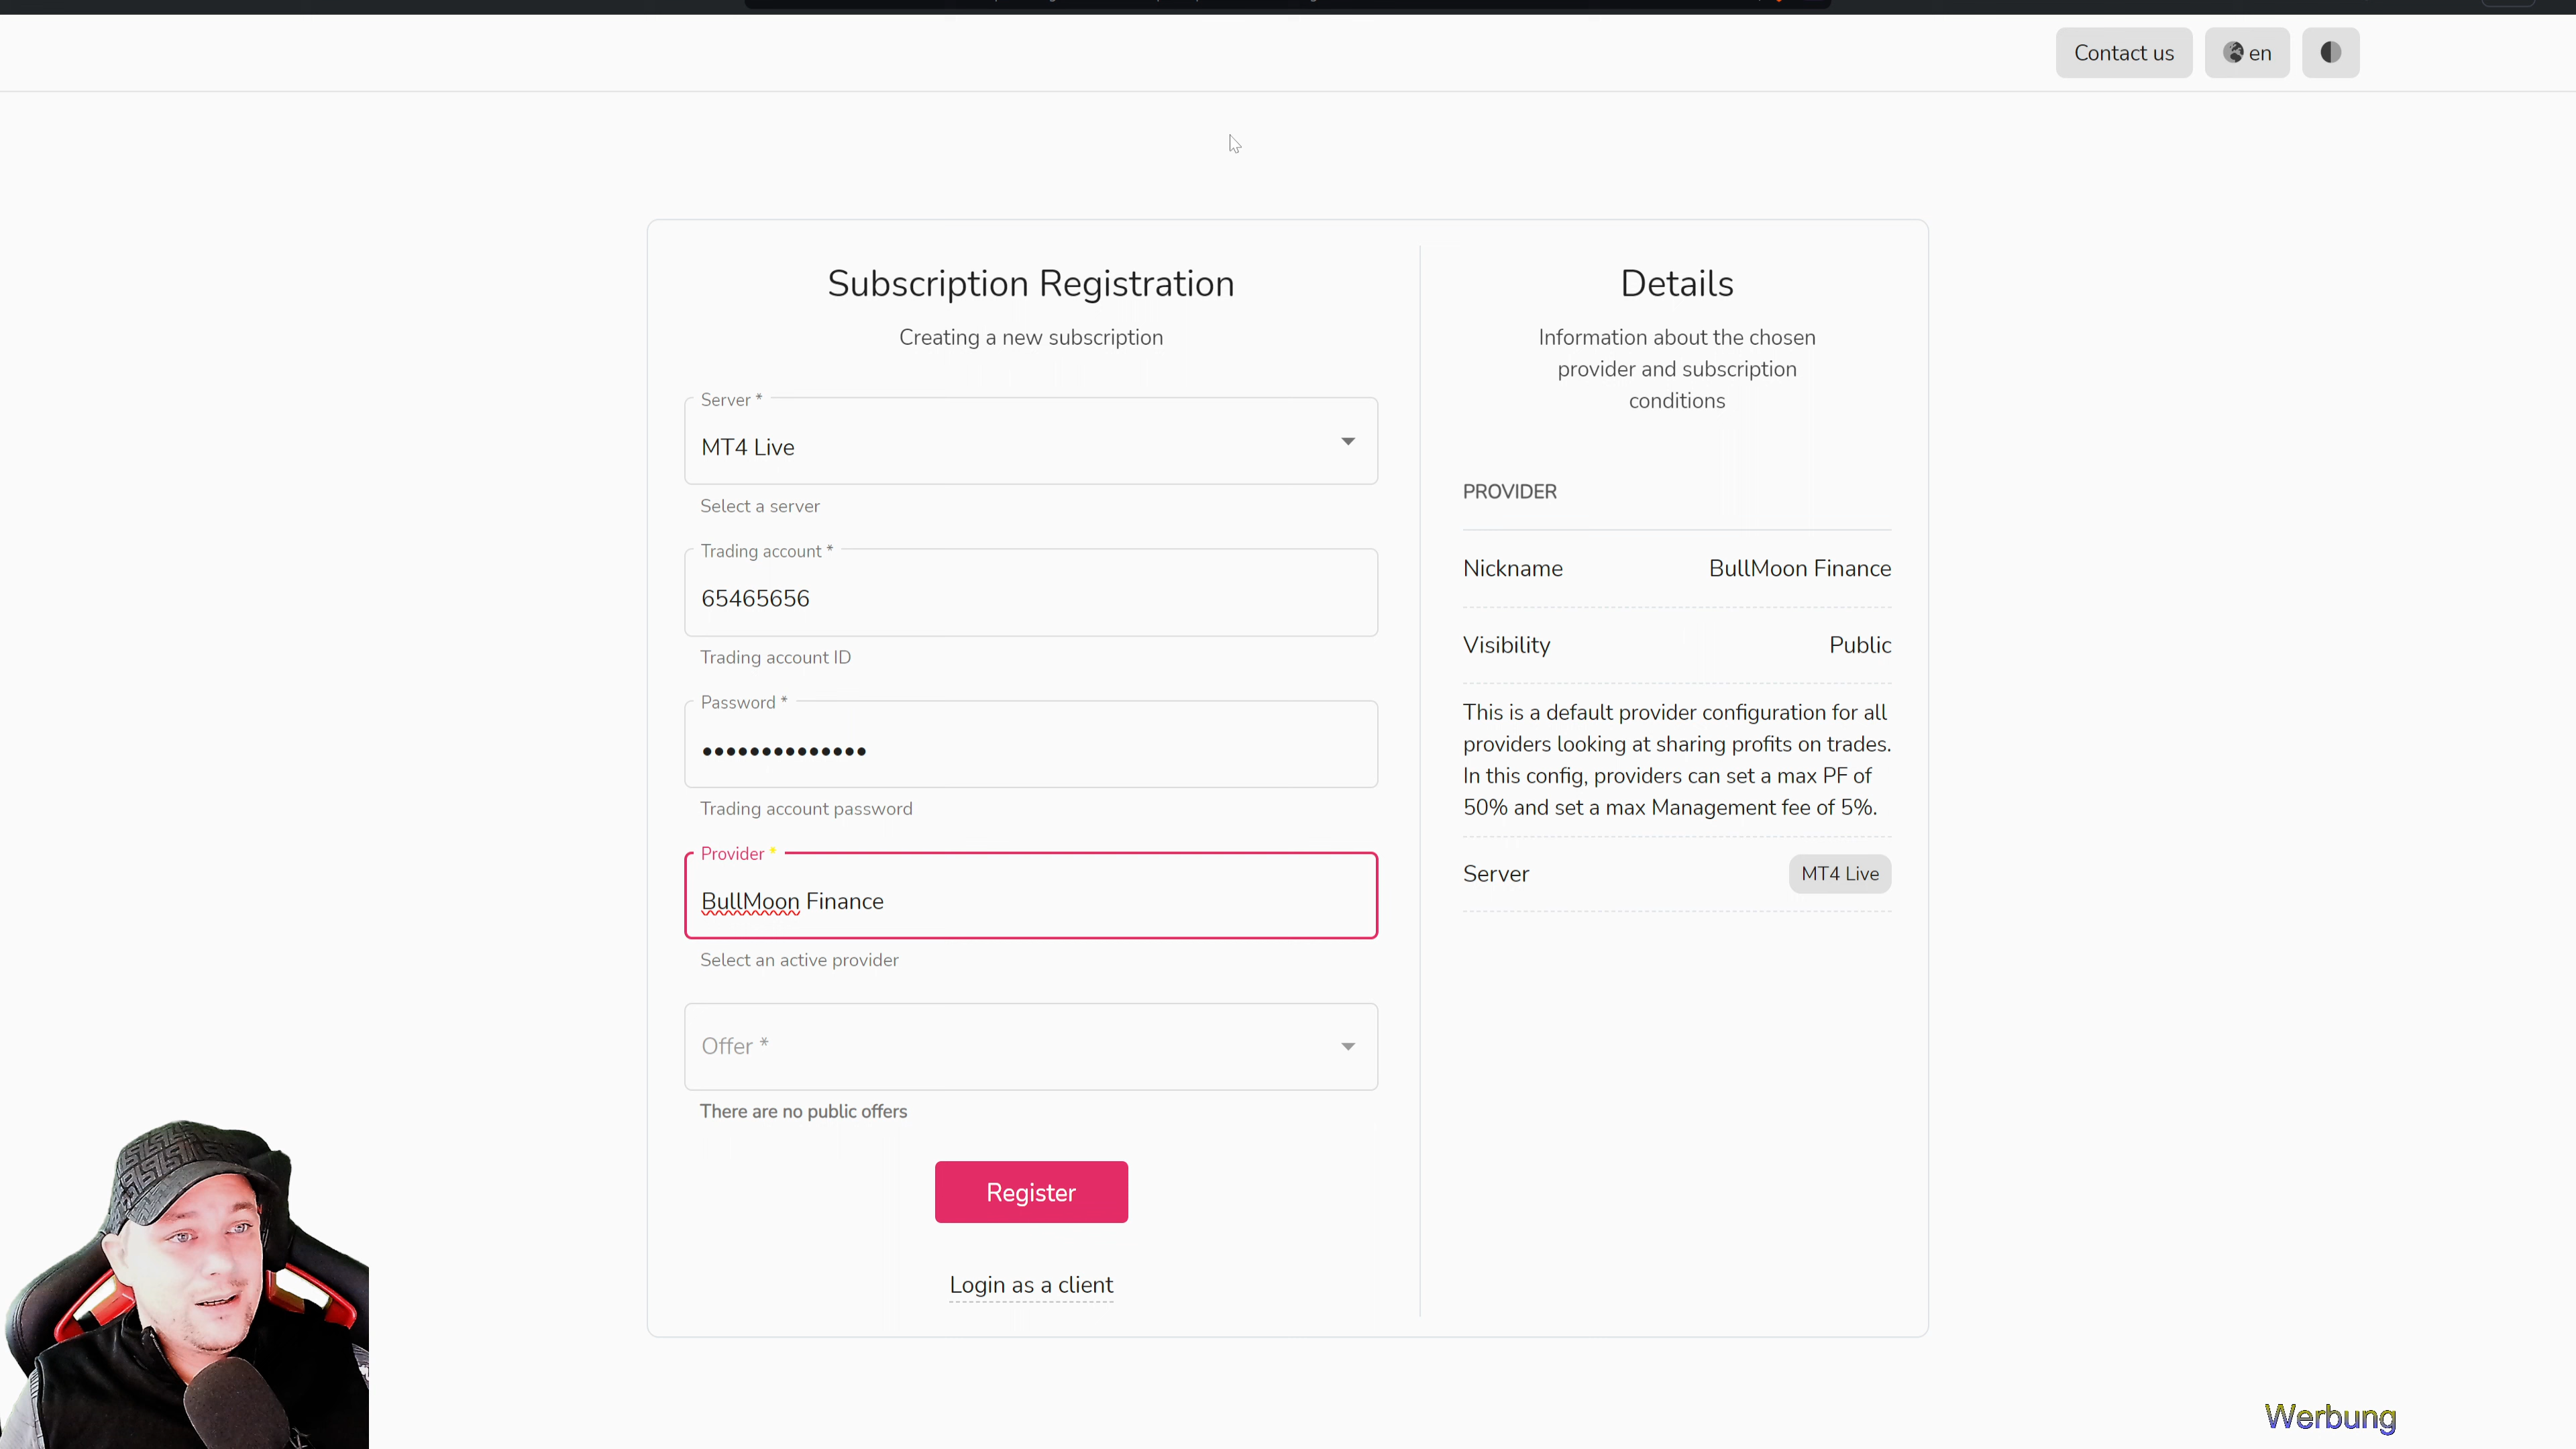 Contact us
en
Subscription Registration
Creating a new subscription
Server *
MT4 Live
Select a server
Trading account *
65465656
Trading account ID
Password *
••••••••••••••
Trading account password
Provider *
BullMoon Finance
Select an active provider
Offer *
There are no public offers
Register
Login as a client
Details
Information about the chosen
provider and subscription
conditions
PROVIDER
Nickname BullMoon Finance
Visibility Public
This is a default provider configuration for all
providers looking at sharing profits on trades.
In this config, providers can set a max PF of
50% and set a max Management fee of 5%.
Server MT4 Live
Werbung